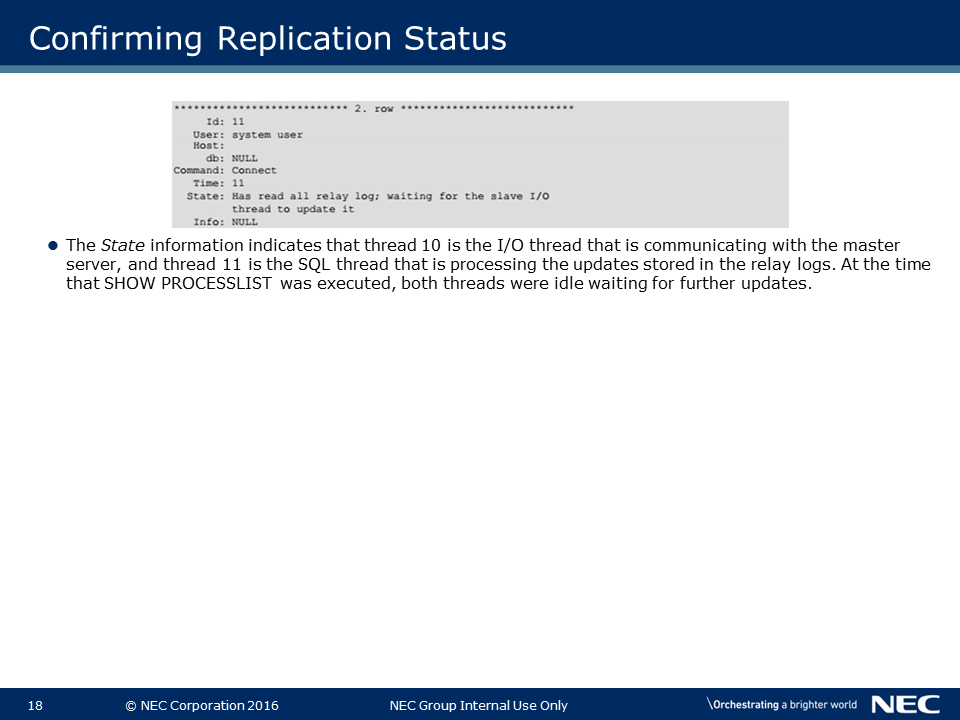 Confirming Replication Status
*************************** 2. row ***************************
Id: 11
User: system user
Host:
db: NULL
Command: Connect
Time: 11
State: Has read all relay log; waiting for the slave I/O
thread to update it
Info: NULL
The State information indicates that thread 10 is the I/O thread that is communicating with the master
server, and thread 11 is the SQL thread that is processing the updates stored in the relay logs. At the time
that SHOW PROCESSLIST was executed, both threads were idle waiting for further updates.
18 © NEC Corporation 2016 NEC Group Internal Use Only \Orchestrating a brighter world NEC